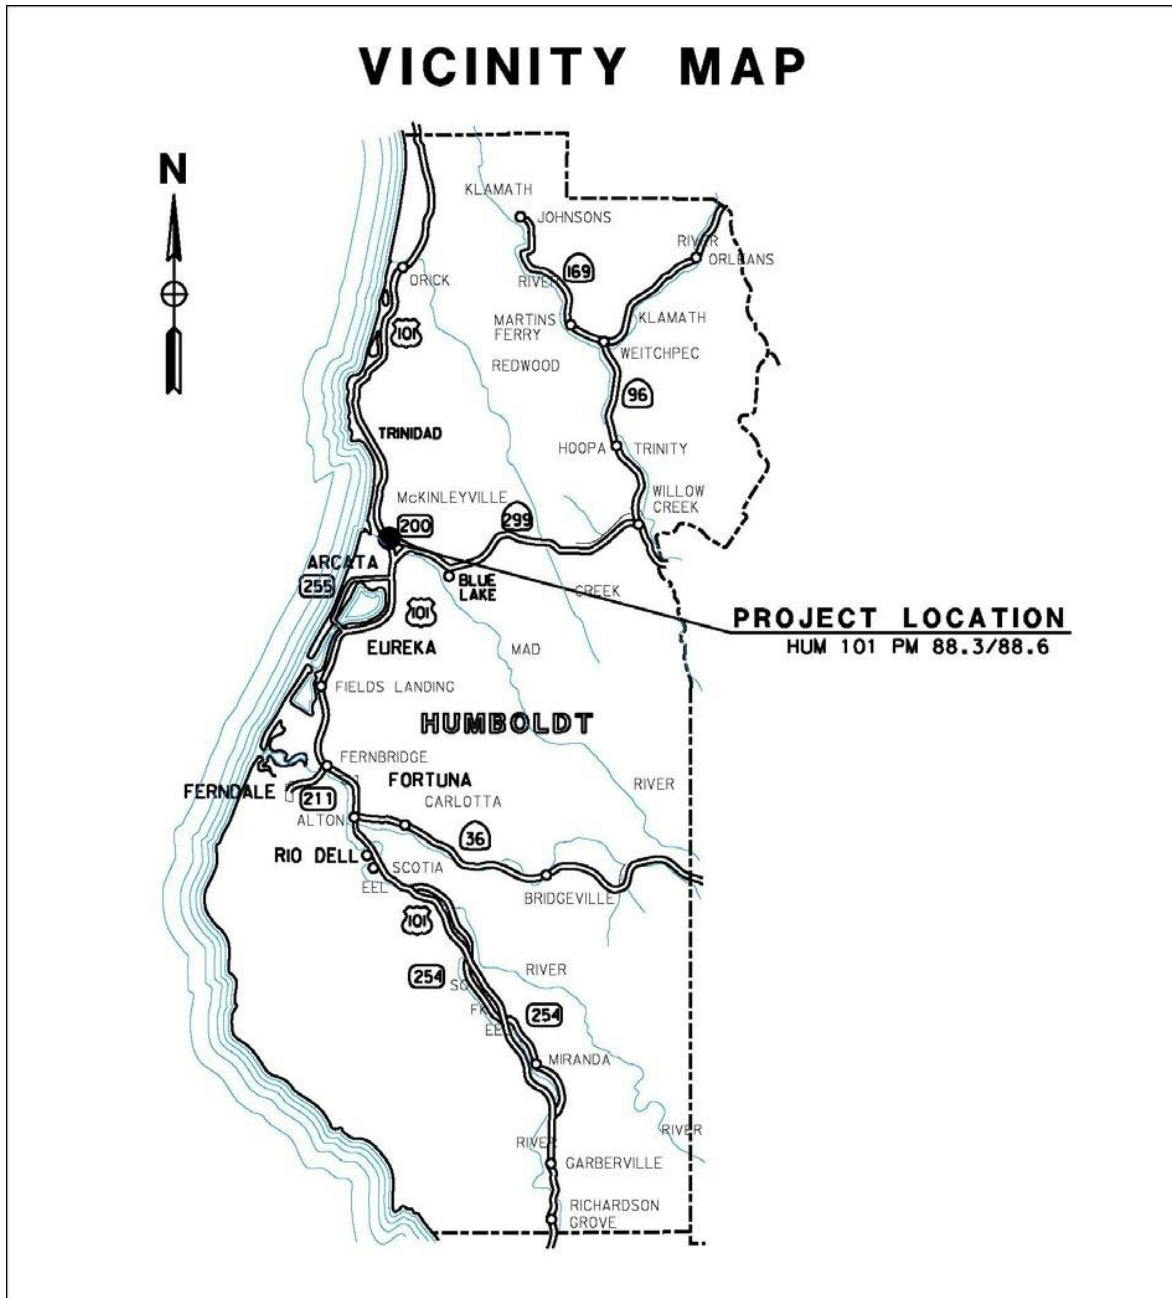 VICINITY MAP
N
KLAMATH
JOHNSONS
RIVER
ORLEANS
ORICK
169
RIVER
101
MARTINS
FERRY
KLAMATH
WEITCHPEC
REDWOOD
96
TRINIDAD
HOOPA
TRINITY
McKINLEYVILLE
WILLOW
CREEK
200
299
ARCATA
255
BLUE
LAKE
CREEK
101
PROJECT LOCATION
HUM 101 PM 88.3/88.6
EUREKA
MAD
FIELDS LANDING
HUMBOLDT
FERNBRIDGE
FORTUNA
RIVER
FERNDALE
211
CARLOTTA
ALTON
36
RIO DELL
SCOTIA
EEL
BRIDGEVILLE
101
254
RIVER
SO
FK
254
EEL
MIRANDA
RIVER
RIVER
GARBERVILLE
RICHARDSON
GROVE